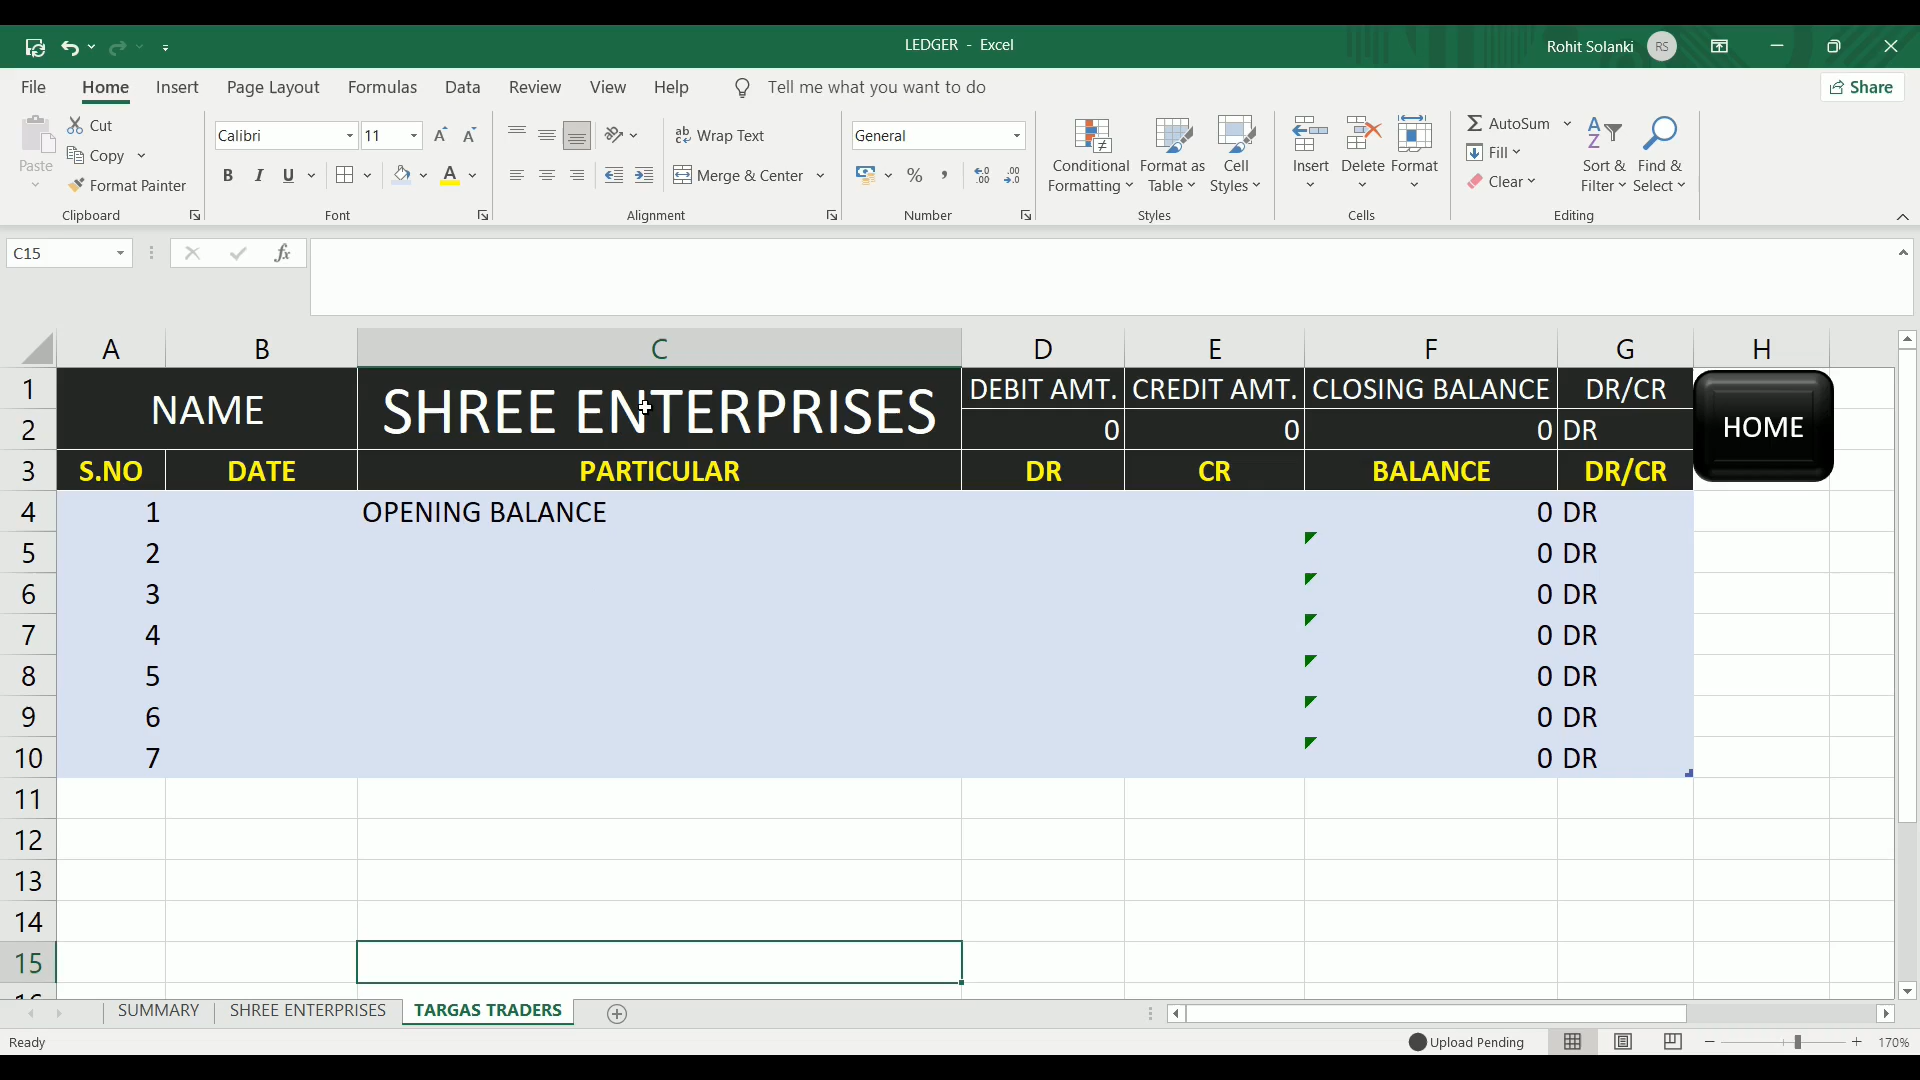 LEDGER - Excel
Rohit Solanki
RS
File
Home
Insert
Page Layout
Formulas
Data
Review
View
Help
Tell me what you want to do
Share
Paste
Cut
Copy
Format Painter
Clipboard
Calibri
11
B I U
Font
Wrap Text
Merge & Center
Alignment
General
Number
Conditional Formatting
Format as Table
Cell Styles
Styles
Insert
Delete
Format
Cells
AutoSum
Fill
Clear
Sort & Filter
Find & Select
Editing
C15
fx
A B C D E F G H
1 NAME SHREE ENTERPRISES DEBIT AMT. CREDIT AMT. CLOSING BALANCE DR/CR
2 0 0 0 DR
HOME
3 S.NO DATE PARTICULAR DR CR BALANCE DR/CR
4 1 OPENING BALANCE 0 DR
5 2 0 DR
6 3 0 DR
7 4 0 DR
8 5 0 DR
9 6 0 DR
10 7 0 DR
11
12
13
14
15
SUMMARY
SHREE ENTERPRISES
TARGAS TRADERS
Ready
Upload Pending
170%